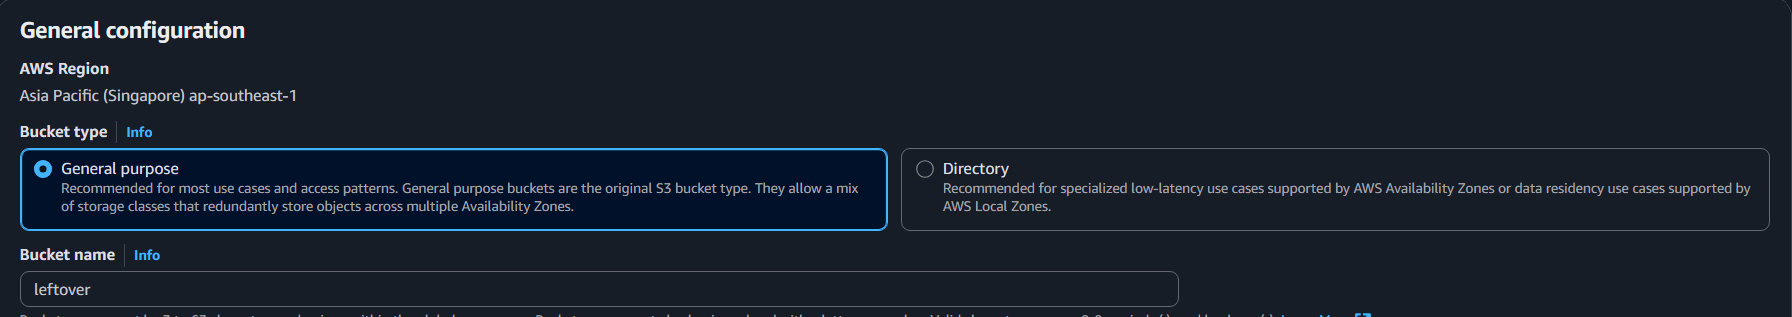 General configuration
AWS Region
Asia Pacific (Singapore) ap-southeast-1
Bucket type
Info
General purpose
Recommended for most use cases and access patterns. General purpose buckets are the original S3 bucket type. They allow a mix
of storage classes that redundantly store objects across multiple Availability Zones.
Directory
Recommended for specialized low-latency use cases supported by AWS Availability Zones or data residency use cases supported by
AWS Local Zones.
Bucket name
Info
leftover